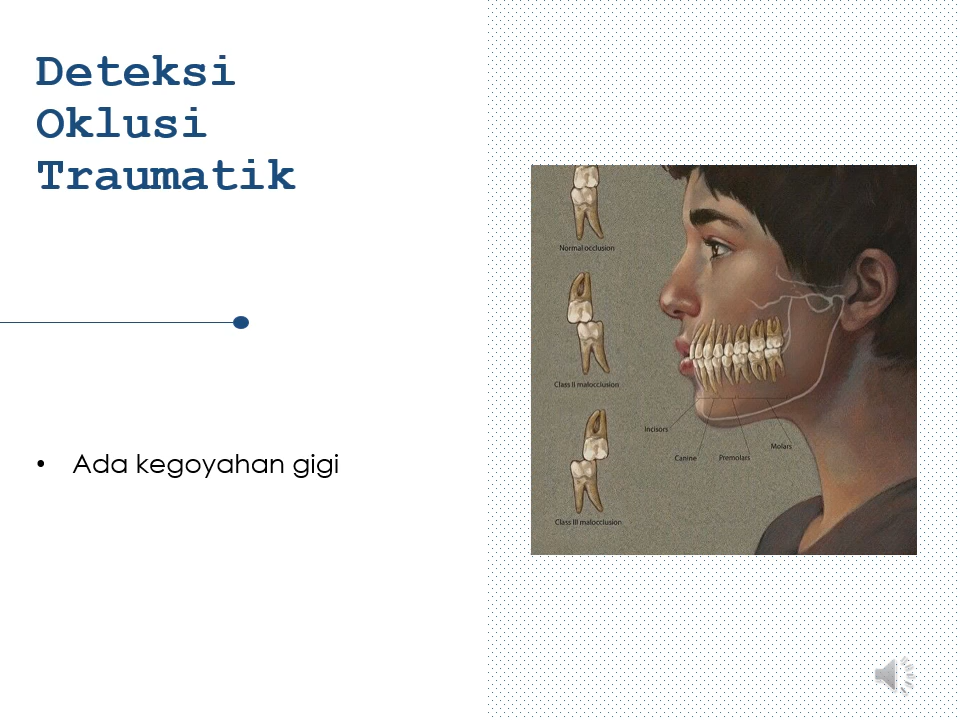 Deteksi
Oklusi
Traumatik
• Ada kegoyahan gigi
Normal occlusion
Class II malocclusion
Class III malocclusion
Incisors
Canine
Premolars
Molars